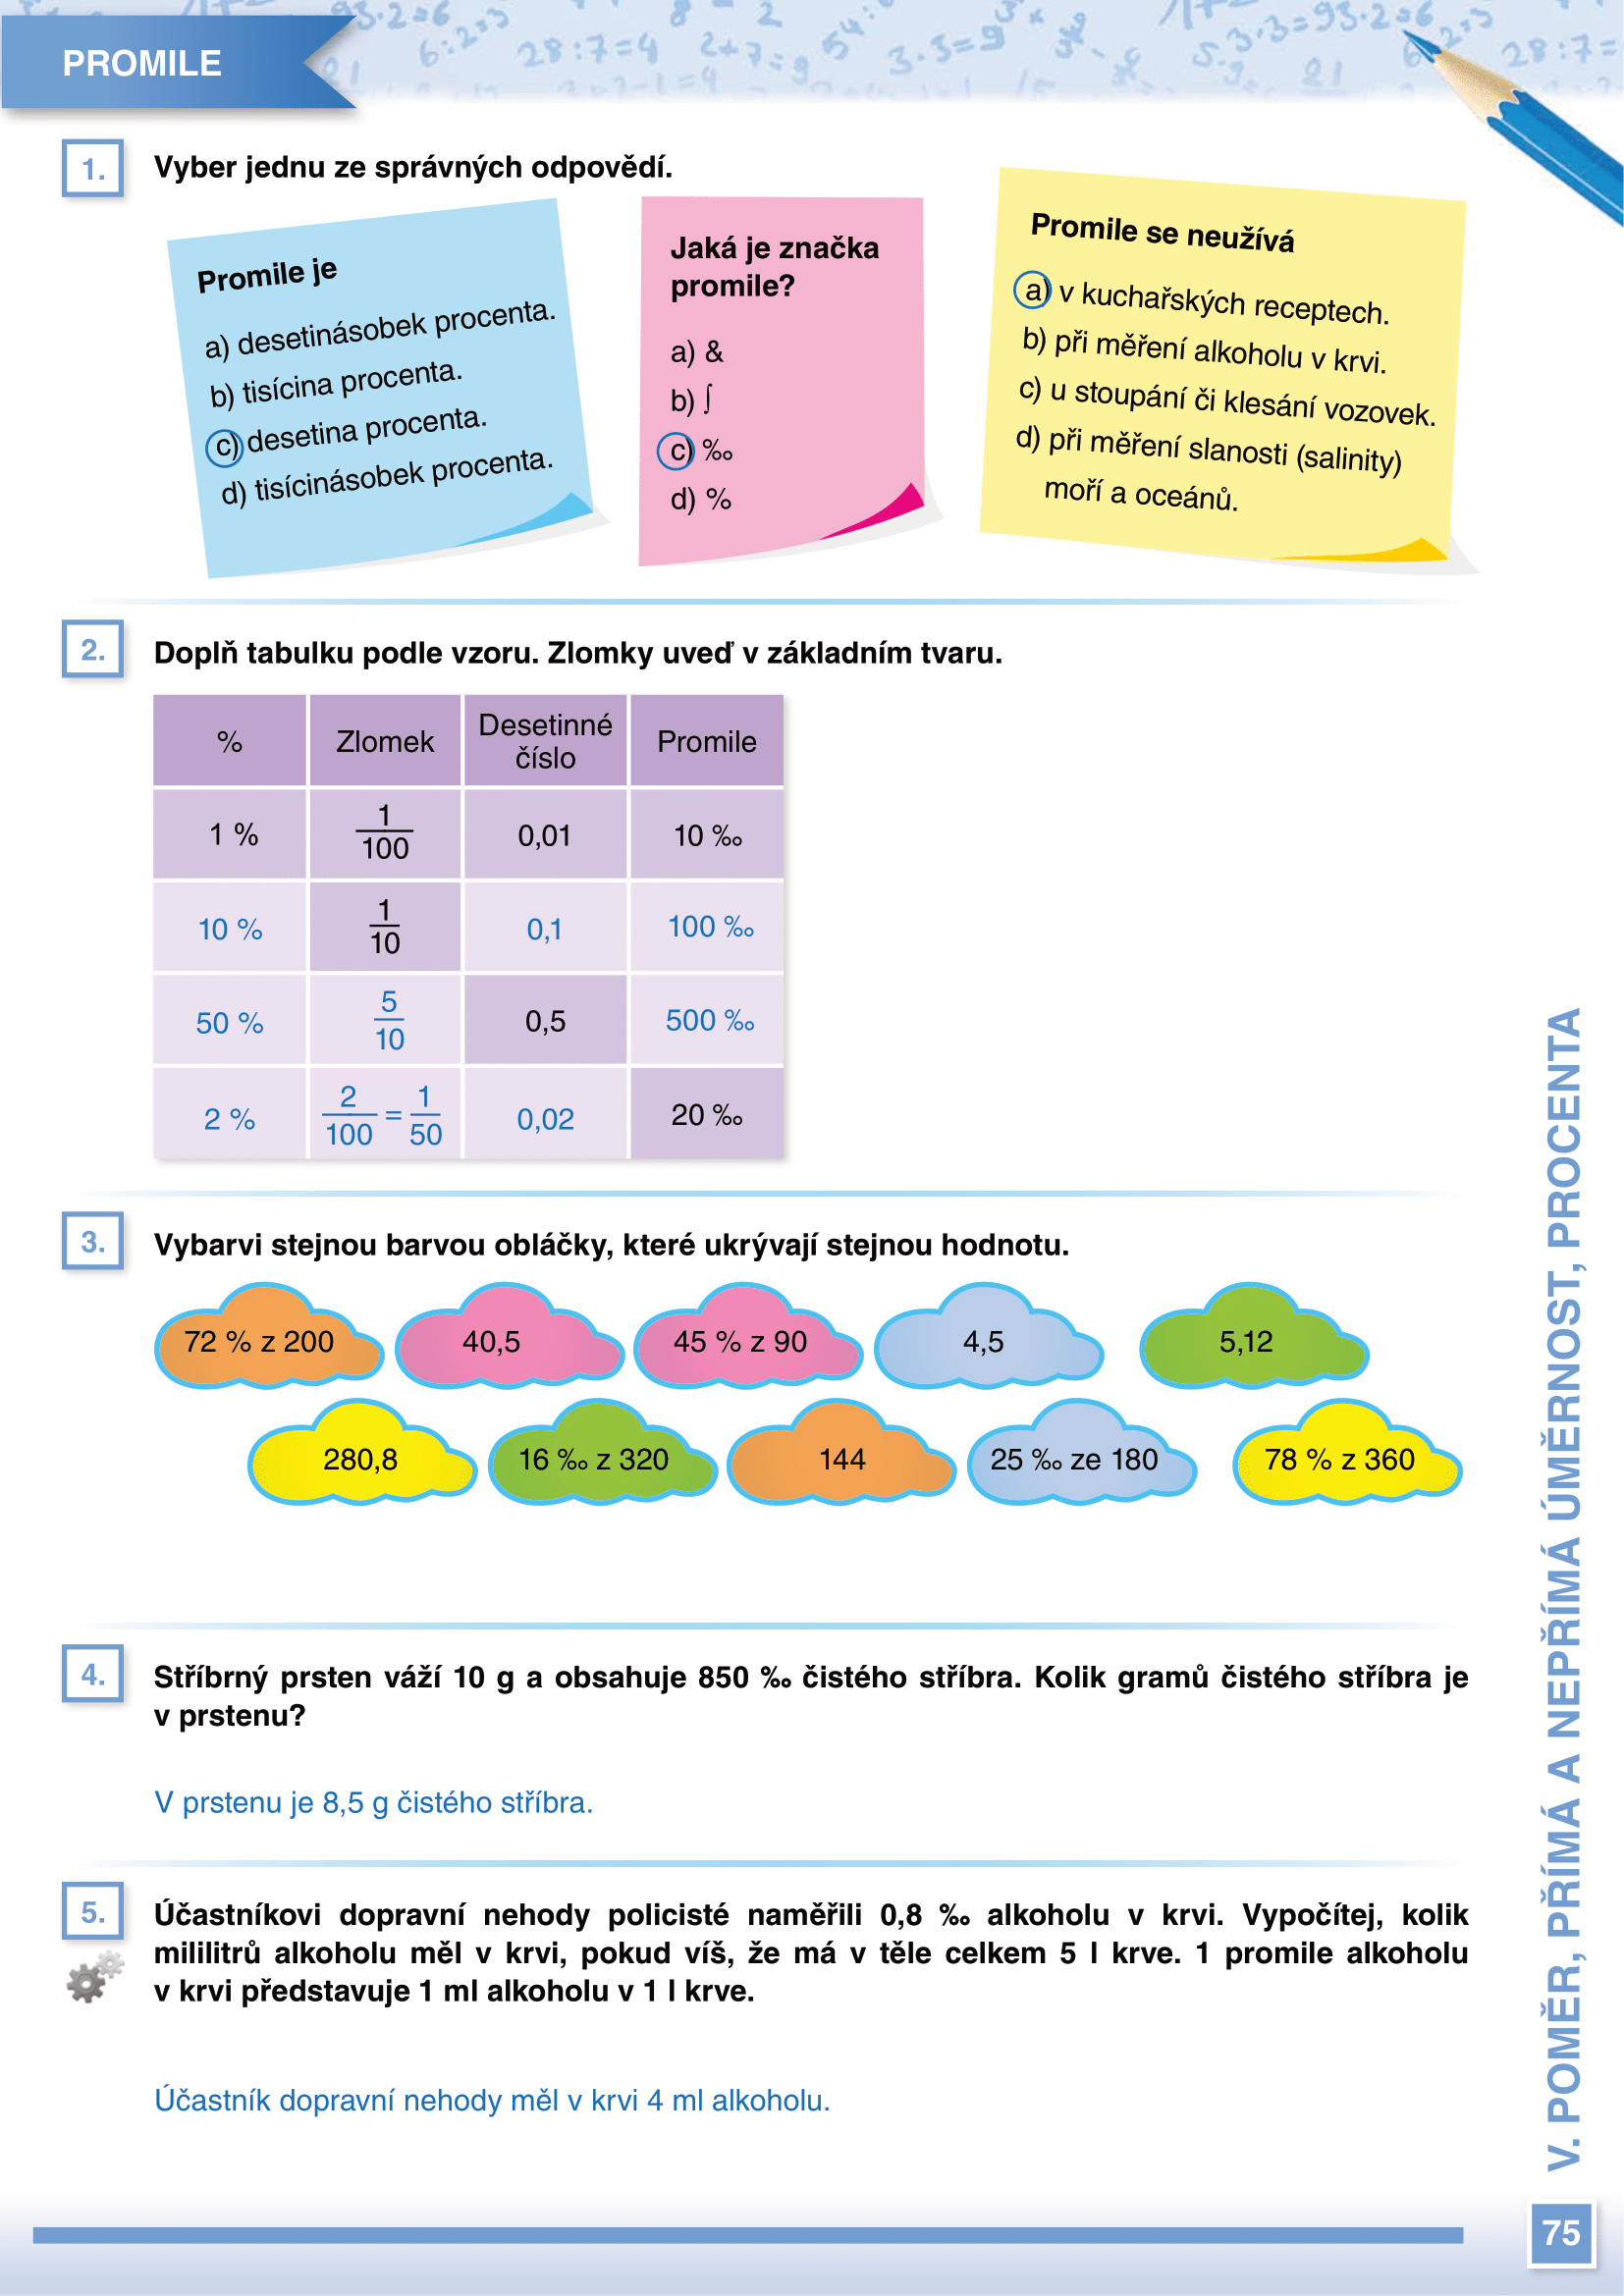 PROMILE
1.
Vyber jednu ze správných odpovědí.
Promile je
a) desetinásobek procenta.
b) tisícina procenta.
c) desetina procenta.
d) tisícinásobek procenta.
Jaká je značka
promile?
a) &
b) ∫
c) ‰
d) %
Promile se neužívá
a) v kuchařských receptech.
b) při měření alkoholu v krvi.
c) u stoupání či klesání vozovek.
d) při měření slanosti (salinity)
moří a oceánů.
2.
Doplň tabulku podle vzoru. Zlomky uveď v základním tvaru.
% Zlomek Desetinné číslo Promile
1 % 1/100 0,01 10 ‰
10 % 1/10 0,1 100 ‰
50 % 5/10 0,5 500 ‰
2 % 2/100 = 1/50 0,02 20 ‰
3.
Vybarvi stejnou barvou obláčky, které ukrývají stejnou hodnotu.
72 % z 200 40,5 45 % z 90 4,5 5,12
280,8 16 ‰ z 320 144 25 ‰ ze 180 78 % z 360
4.
Stříbrný prsten váží 10 g a obsahuje 850 ‰ čistého stříbra. Kolik gramů čistého stříbra je
v prstenu?
V prstenu je 8,5 g čistého stříbra.
5.
Účastníkovi dopravní nehody policisté naměřili 0,8 ‰ alkoholu v krvi. Vypočítej, kolik
mililitrů alkoholu měl v krvi, pokud víš, že má v těle celkem 5 l krve. 1 promile alkoholu
v krvi představuje 1 ml alkoholu v 1 l krve.
Účastník dopravní nehody měl v krvi 4 ml alkoholu.
V. POMĚR, PŘÍMÁ A NEPŘÍMÁ ÚMĚRNOST, PROCENTA
75